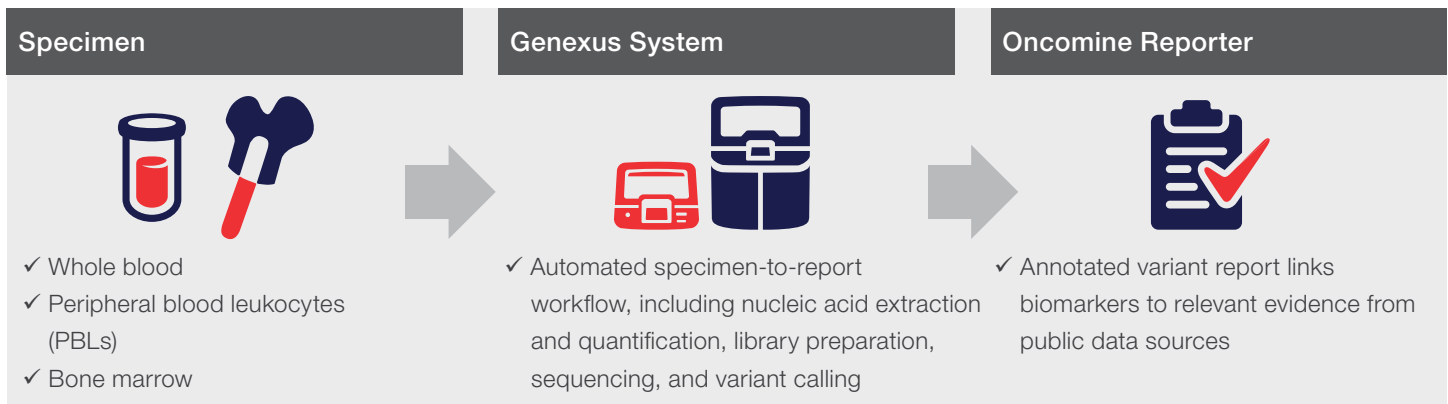 Specimen
Genexus System
Oncomine Reporter
✓ Whole blood
✓ Peripheral blood leukocytes
(PBLs)
✓ Bone marrow
✓ Automated specimen-to-report
workflow, including nucleic acid extraction
and quantification, library preparation,
sequencing, and variant calling
✓ Annotated variant report links
biomarkers to relevant evidence from
public data sources